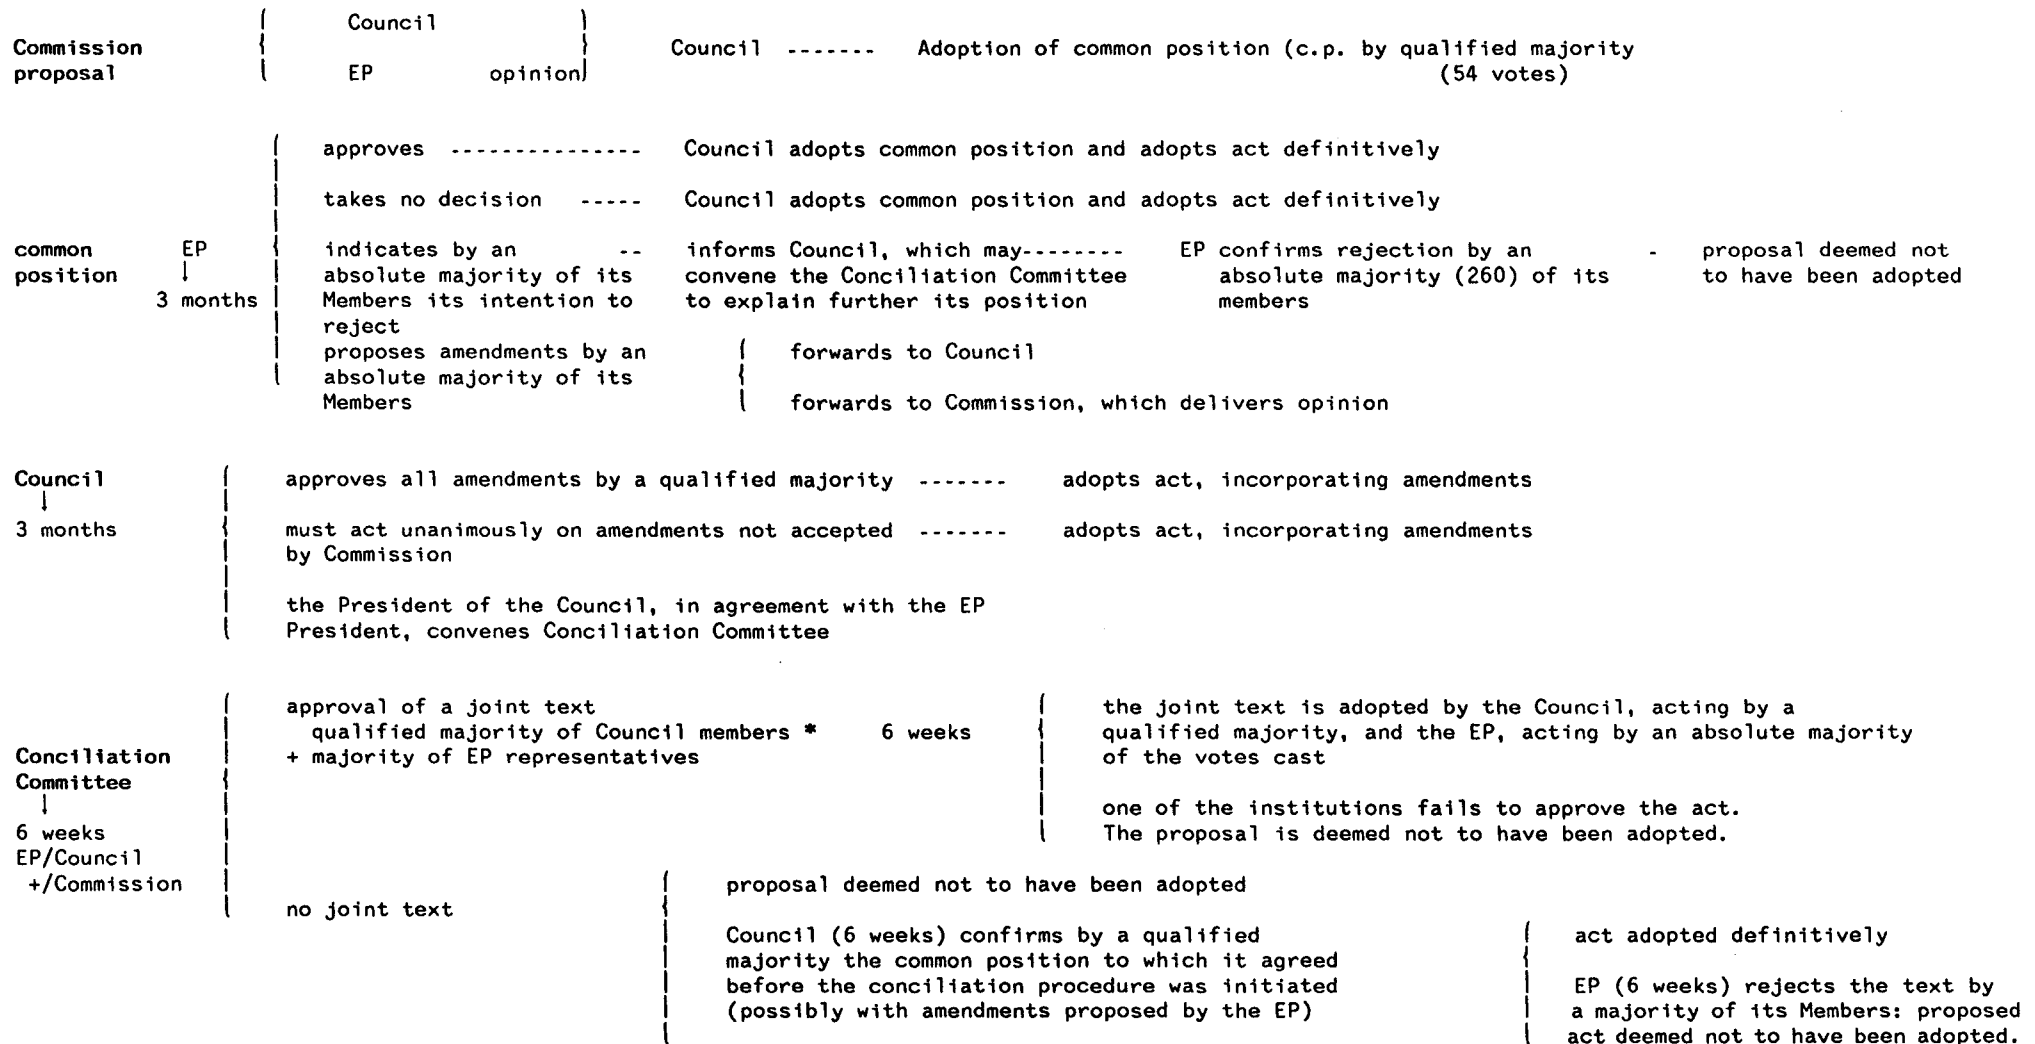 Council
Commission
proposal
EP opinion
Council ------- Adoption of common position (c.p. by qualified majority
(54 votes)
approves --------------- Council adopts common position and adopts act definitively
takes no decision ----- Council adopts common position and adopts act definitively
common EP indicates by an -- informs Council, which may-------- EP confirms rejection by an - proposal deemed not
position ↓ absolute majority of its convene the Conciliation Committee absolute majority (260) of its to have been adopted
3 months Members its intention to to explain further its position members
reject
proposes amendments by an forwards to Council
absolute majority of its
Members forwards to Commission, which delivers opinion
Council approves all amendments by a qualified majority ------- adopts act, incorporating amendments
↓
3 months must act unanimously on amendments not accepted ------- adopts act, incorporating amendments
by Commission
the President of the Council, in agreement with the EP
President, convenes Conciliation Committee
approval of a joint text the joint text is adopted by the Council, acting by a
qualified majority of Council members * 6 weeks qualified majority, and the EP, acting by an absolute majority
Conciliation + majority of EP representatives of the votes cast
Committee
↓ one of the institutions fails to approve the act.
6 weeks The proposal is deemed not to have been adopted.
EP/Council
+/Commission proposal deemed not to have been adopted
no joint text
Council (6 weeks) confirms by a qualified act adopted definitively
majority the common position to which it agreed
before the conciliation procedure was initiated EP (6 weeks) rejects the text by
(possibly with amendments proposed by the EP) a majority of its Members: proposed
act deemed not to have been adopted.